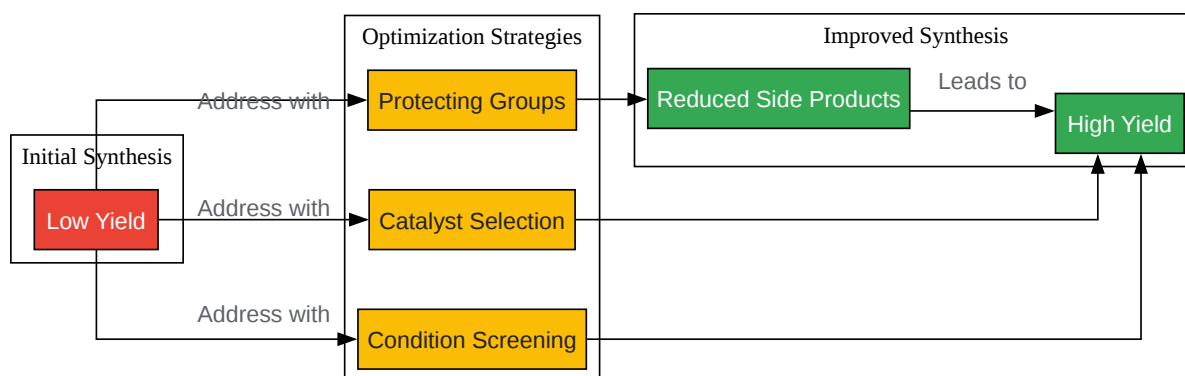 Optimization Strategies
Improved Synthesis
Address with
Protecting Groups
Reduced Side Products
Leads to
High Yield
Initial Synthesis
Low Yield
Address with
Catalyst Selection
Address with
Condition Screening